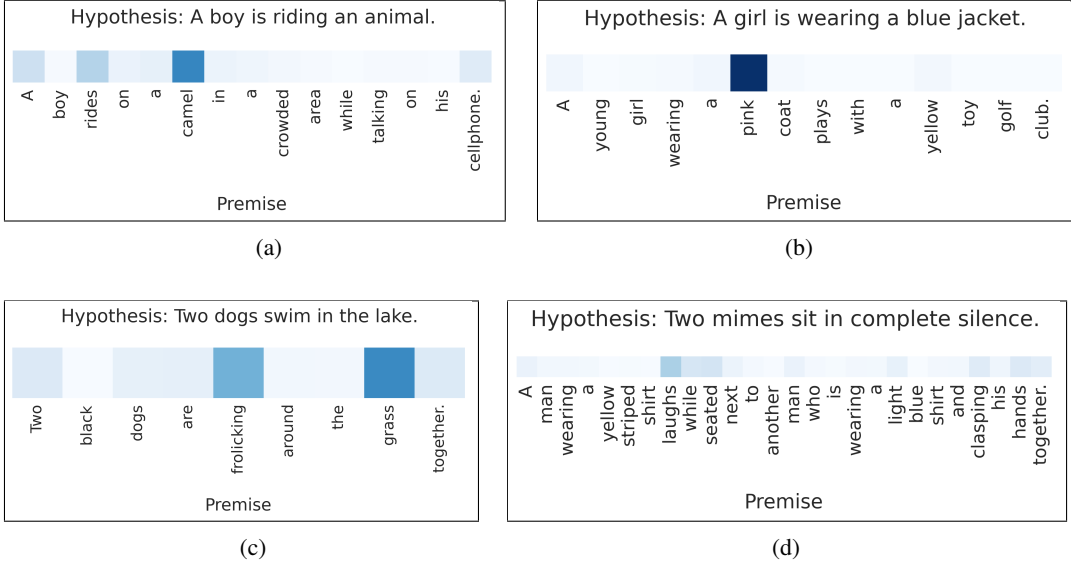 Hypothesis: A boy is riding an animal.
A boy rides on a camel in a crowded area while talking on his cellphone.
Premise
(a)
Hypothesis: A girl is wearing a blue jacket.
A young girl wearing a pink coat plays with a yellow toy golf club.
Premise
(b)
Hypothesis: Two dogs swim in the lake.
Two black dogs are frolicking around the grass together.
Premise
(c)
Hypothesis: Two mimes sit in complete silence.
A man wearing a yellow striped shirt laughs while seated next to another man who is wearing a light blue shirt and clasping his hands together.
Premise
(d)